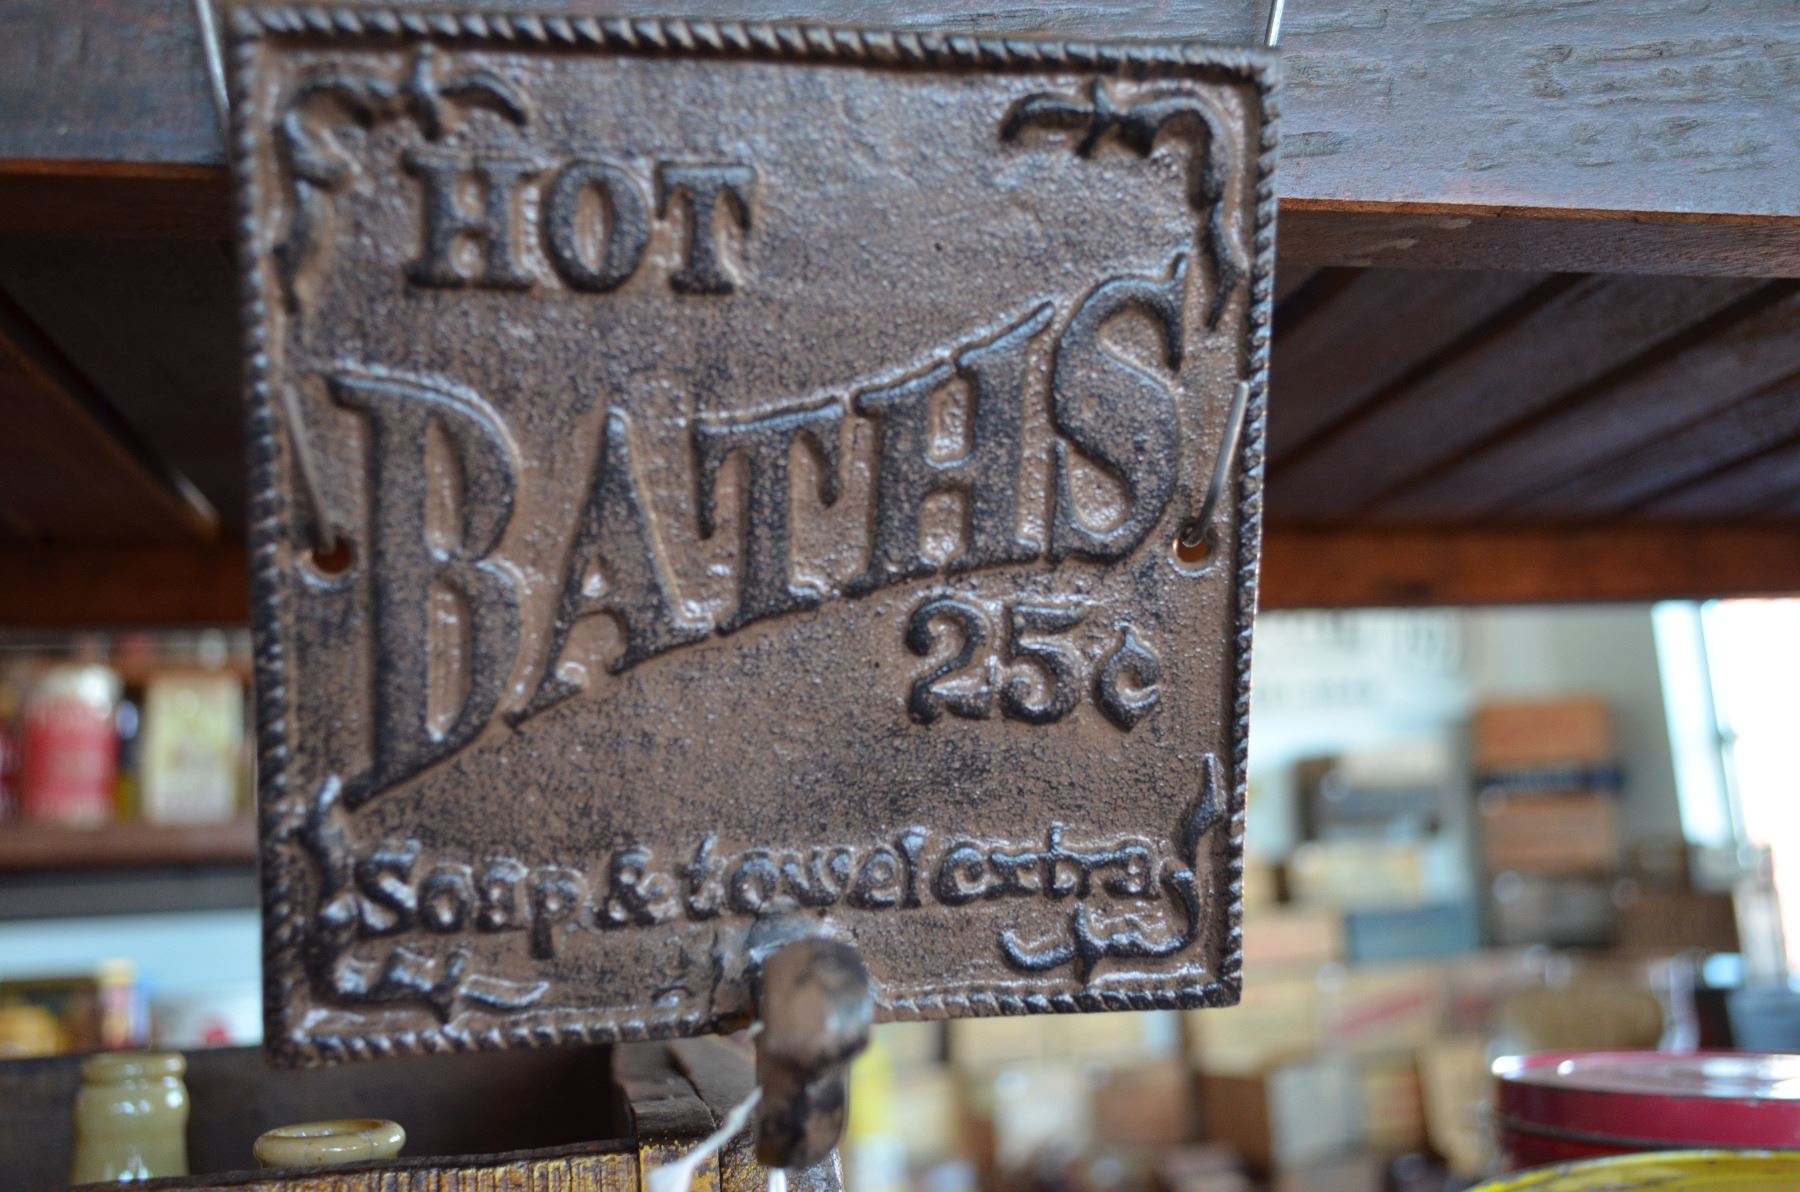 HOT
BATHS
25¢
Soap & towel extra